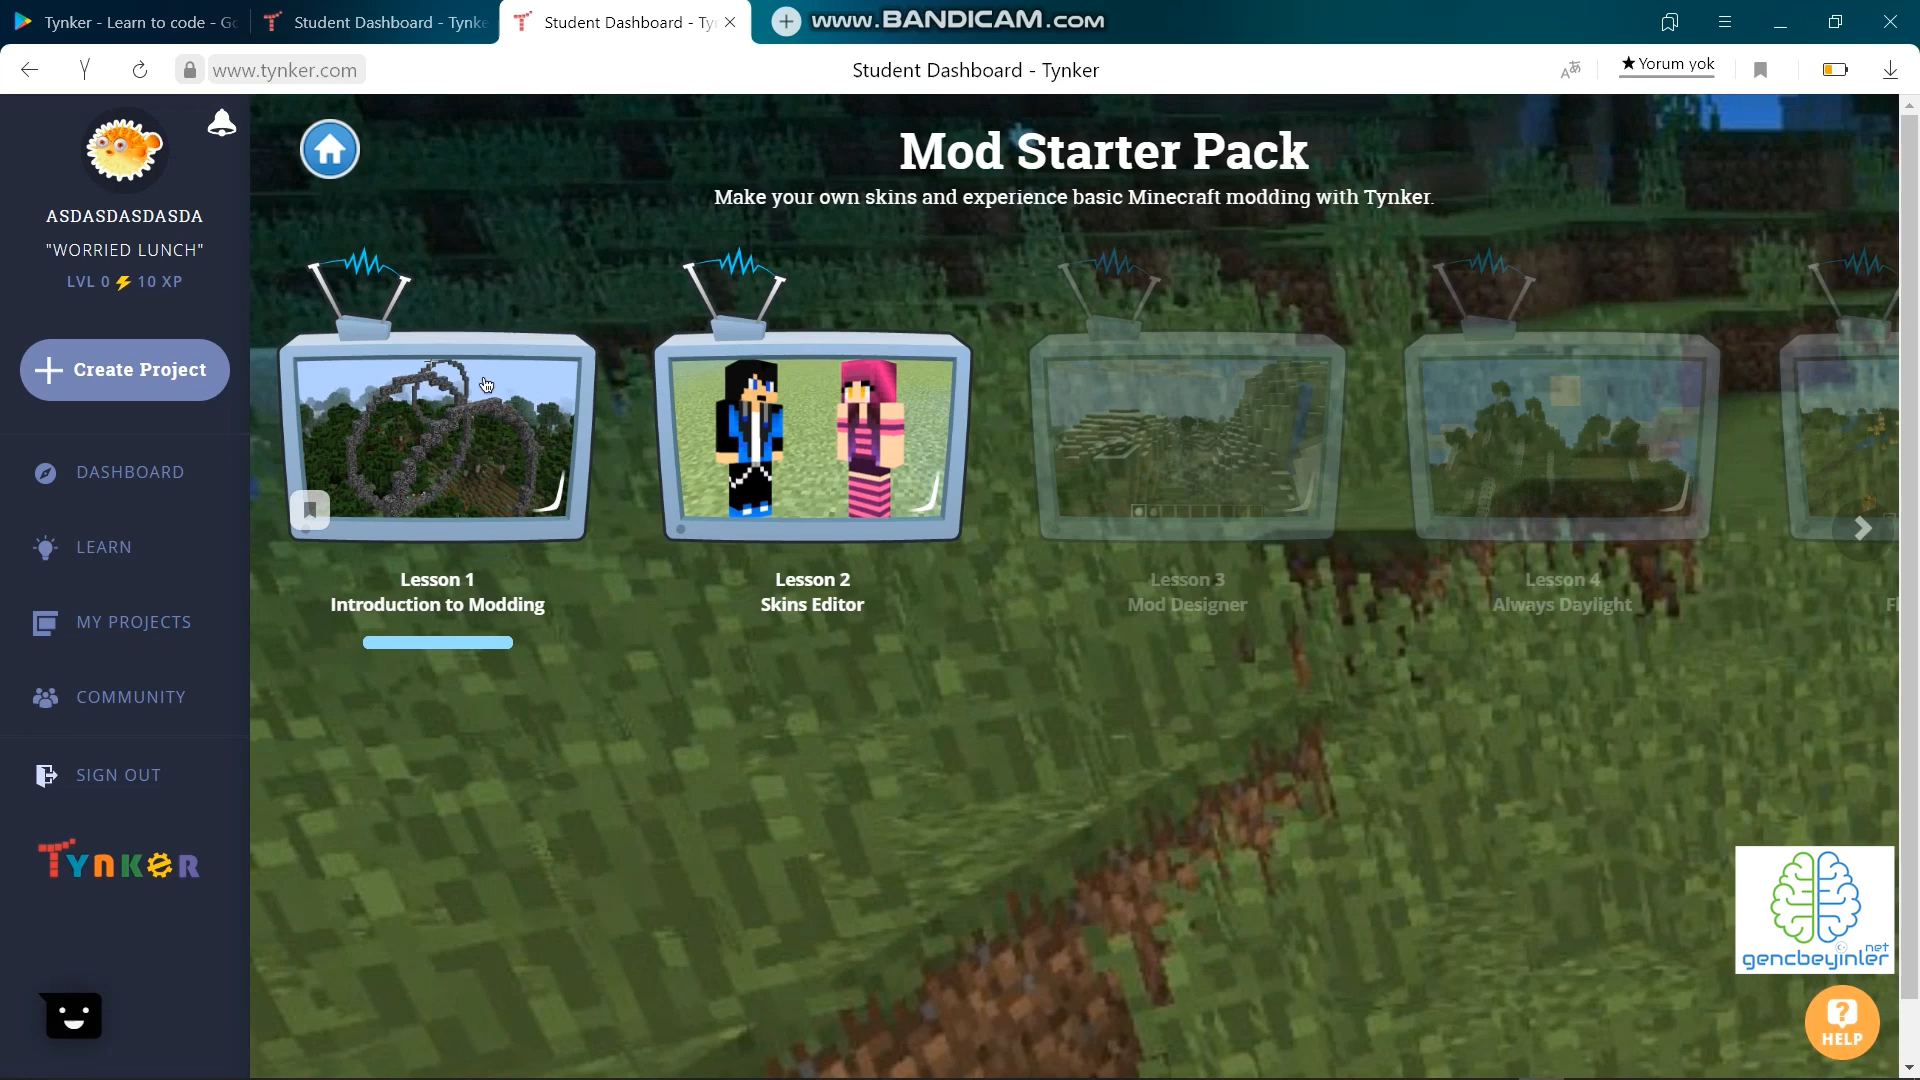 Tynker - Learn to code - Go
Student Dashboard - Tynke
Student Dashboard - Ty
www.BANDICAM.com
www.tynker.com
Student Dashboard - Tynker
★Yorum yok
ASDASDASDASDA
"WORRIED LUNCH"
LVL 0 ⚡ 10 XP
Create Project
DASHBOARD
LEARN
MY PROJECTS
COMMUNITY
SIGN OUT
TYNKER
Mod Starter Pack
Make your own skins and experience basic Minecraft modding with Tynker.
Lesson 1
Introduction to Modding
Lesson 2
Skins Editor
Lesson 3
Mod Designer
Lesson 4
Always Daylight
Fl
net
gencbeyinler
?
HELP